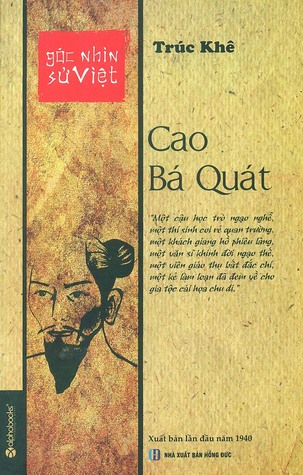 góc nhìn
sử Việt
Trúc Khê
Cao
Bá Quát
"Một cậu học trò ngạo nghễ,
một thí sinh coi rẻ quan trường,
một khách giang hồ phiêu lãng,
một văn sĩ khinh đời ngạo thế,
một viên giáo thụ bất đắc chí,
một kẻ làm loạn đã đem về cho
gia tộc cái họa chu di."
Xuất bản lần đầu năm 1940
NHÀ XUẤT BẢN HỒNG ĐỨC
alphabooks